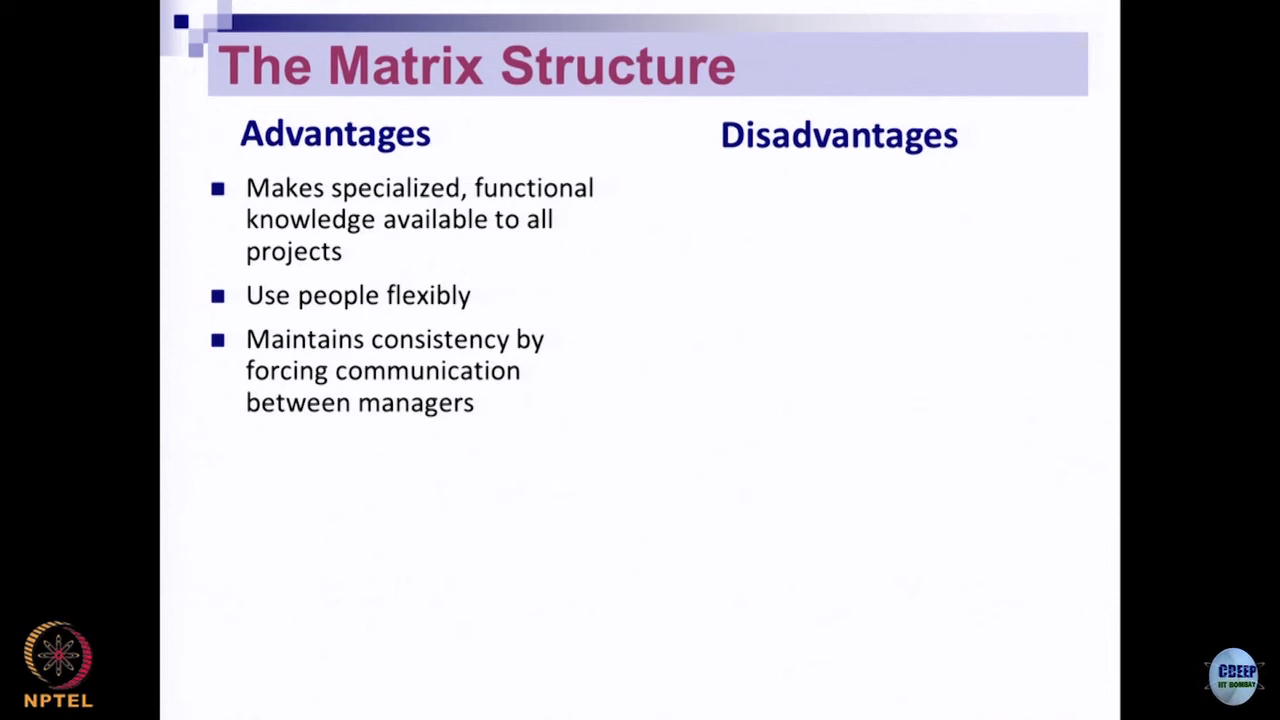 The Matrix Structure
Advantages
Makes specialized, functional
knowledge available to all
projects
Use people flexibly
Maintains consistency by
forcing communication
between managers
Disadvantages
NPTEL
CDEEP
IIT BOMBAY